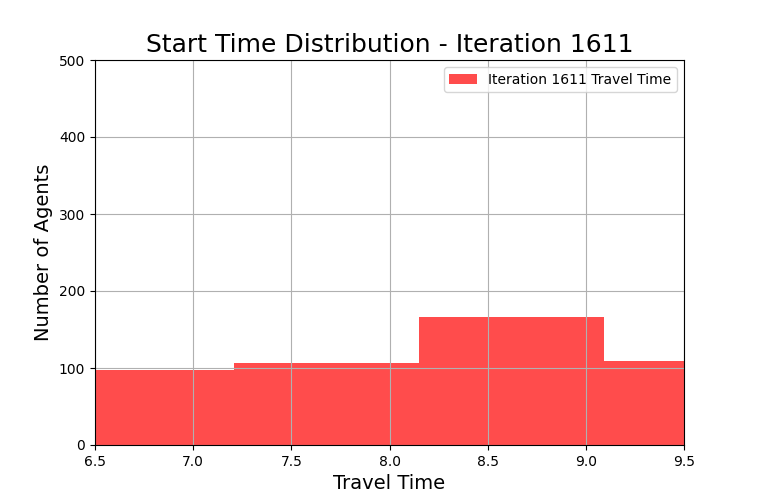 Start Time Distribution - Iteration 1611
Iteration 1611 Travel Time
Number of Agents
500
400
300
200
100
0
6.5 7.0 7.5 8.0 8.5 9.0 9.5
Travel Time